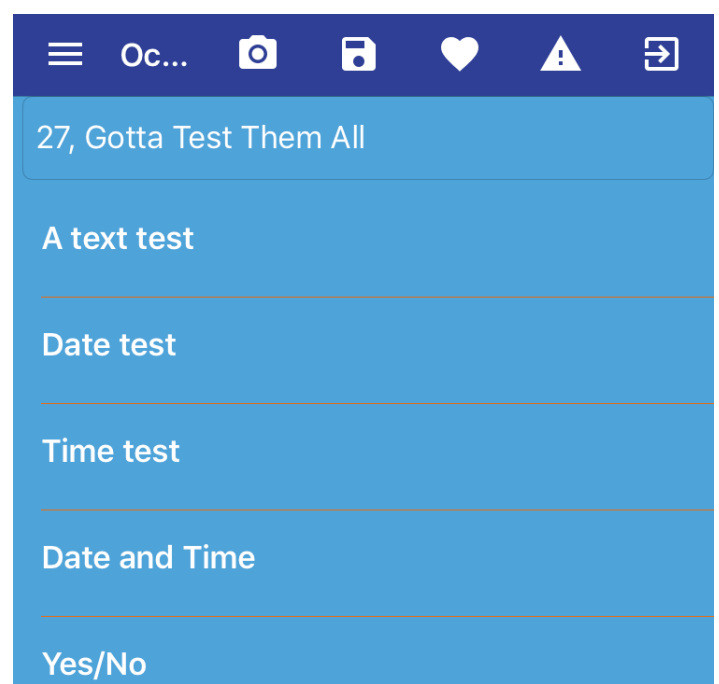 Oc...
27, Gotta Test Them All
A text test
Date test
Time test
Date and Time
Yes/No